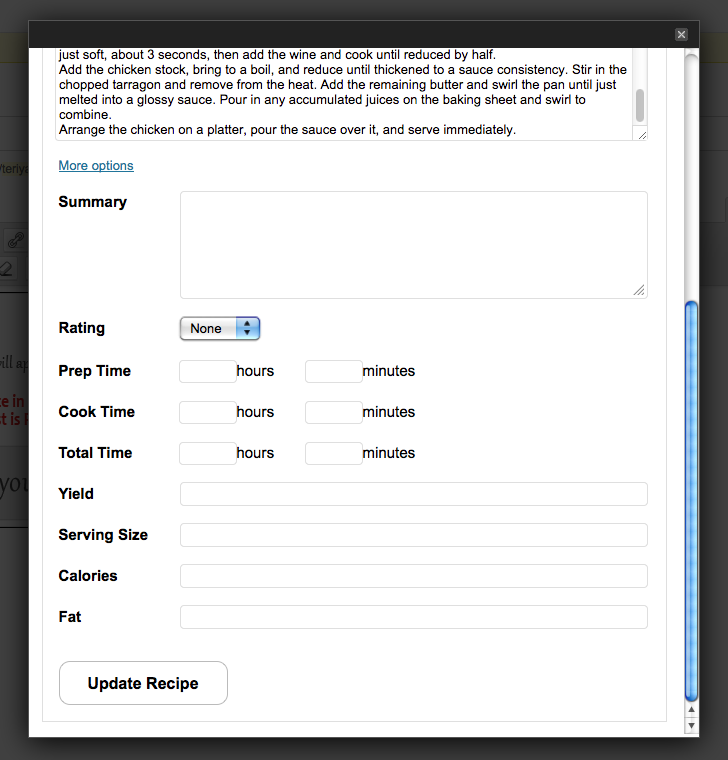 just soft, about 3 seconds, then add the wine and cook until reduced by half.
Add the chicken stock, bring to a boil, and reduce until thickened to a sauce consistency. Stir in the
chopped tarragon and remove from the heat. Add the remaining butter and swirl the pan until just
melted into a glossy sauce. Pour in any accumulated juices on the baking sheet and swirl to
combine.
Arrange the chicken on a platter, pour the sauce over it, and serve immediately.
More options
Summary
Rating None
Prep Time hours minutes
Cook Time hours minutes
Total Time hours minutes
Yield
Serving Size
Calories
Fat
Update Recipe